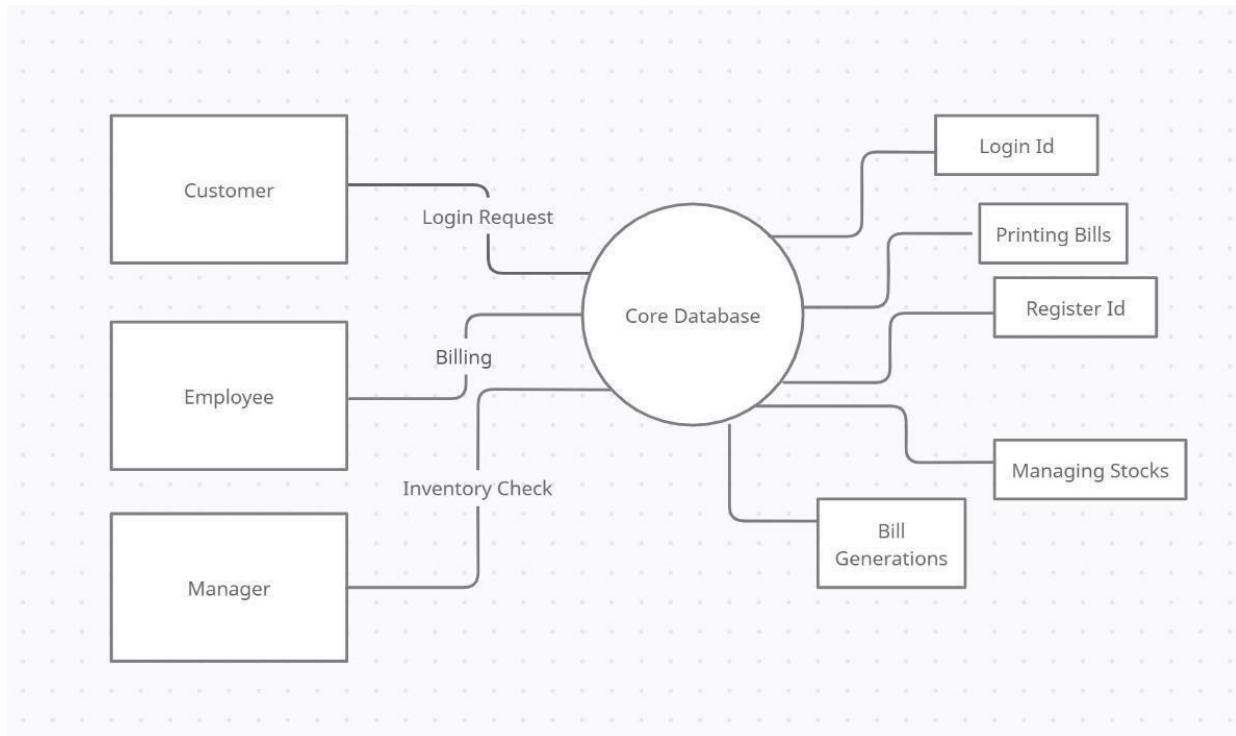 Customer
Login Request
Employee
Billing
Manager
Inventory Check
Core Database
Login Id
Printing Bills
Register Id
Managing Stocks
Bill
Generations